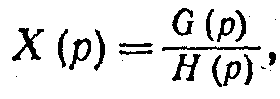 X (p) = G (p) / H (p),